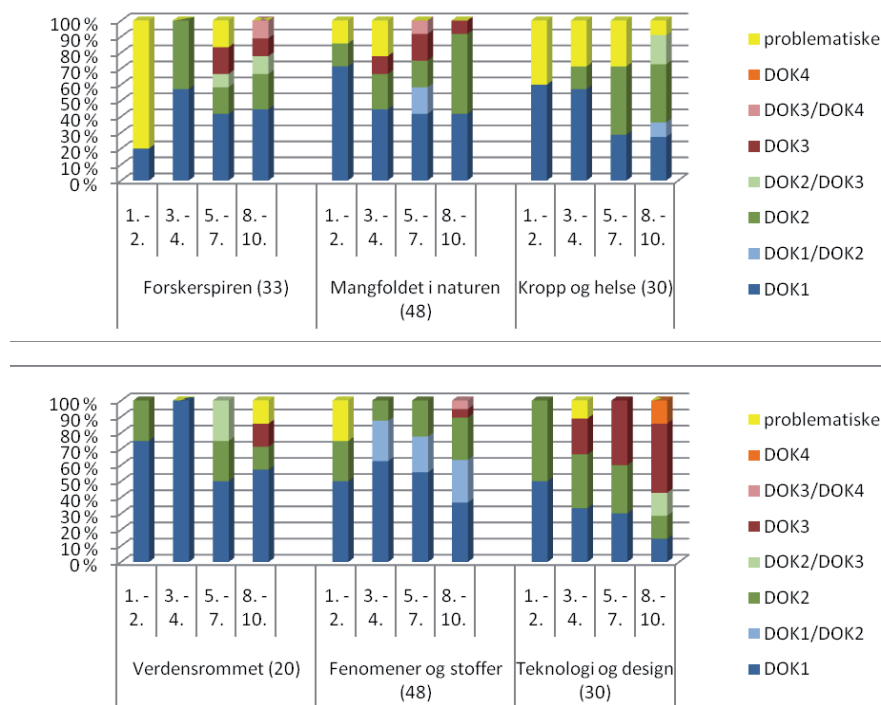 100 %
90 %
80 %
70 %
60 %
50 %
40 %
30 %
20 %
10 %
0 %
1. - 3. - 5. - 8. - 1. - 3. - 5. - 8. - 1. - 3. - 5. - 8. -
2. 4. 7. 10. 2. 4. 7. 10. 2. 4. 7. 10.
Forskerspiren (33) Mangfoldet i naturen Kropp og helse (30)
(48)
problematiske
DOK4
DOK3/DOK4
DOK3
DOK2/DOK3
DOK2
DOK1/DOK2
DOK1
100 %
90 %
80 %
70 %
60 %
50 %
40 %
30 %
20 %
10 %
0 %
1. - 3. - 5. - 8. - 1. - 3. - 5. - 8. - 1. - 3. - 5. - 8. -
2. 4. 7. 10. 2. 4. 7. 10. 2. 4. 7. 10.
Verdensrommet (20) Fenomener og stoffer Teknologi og design
(48) (30)
problematiske
DOK4
DOK3/DOK4
DOK3
DOK2/DOK3
DOK2
DOK1/DOK2
DOK1